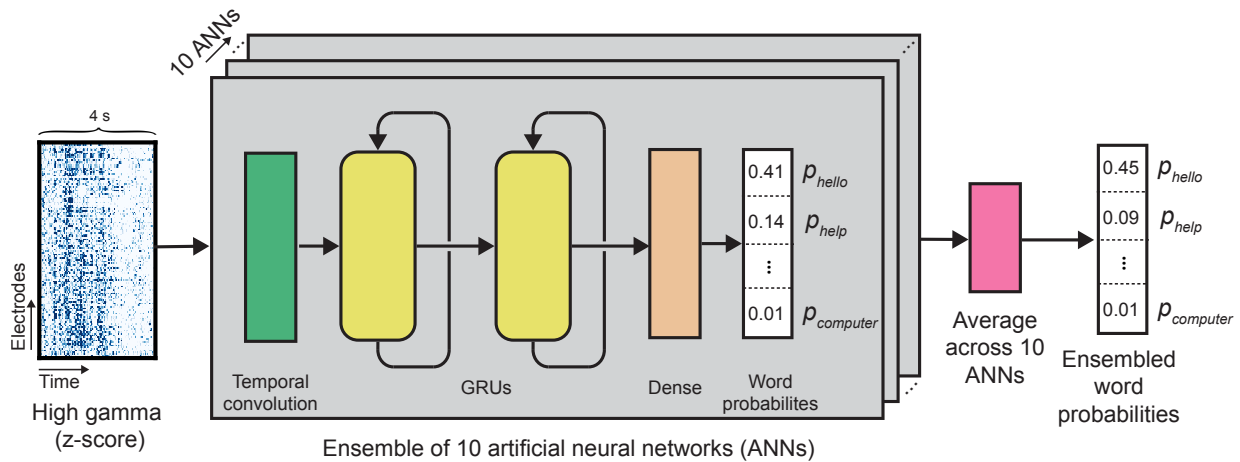 10 ANNs
4 s
Electrodes
Time
High gamma
(z-score)
Temporal
convolution
GRUs
Dense
Word
probabilites
0.41
0.14
⋮
0.01
p_hello
p_help
p_computer
Ensemble of 10 artificial neural networks (ANNs)
Average
across 10
ANNs
0.45
0.09
⋮
0.01
p_hello
p_help
p_computer
Ensembled
word
probabilities